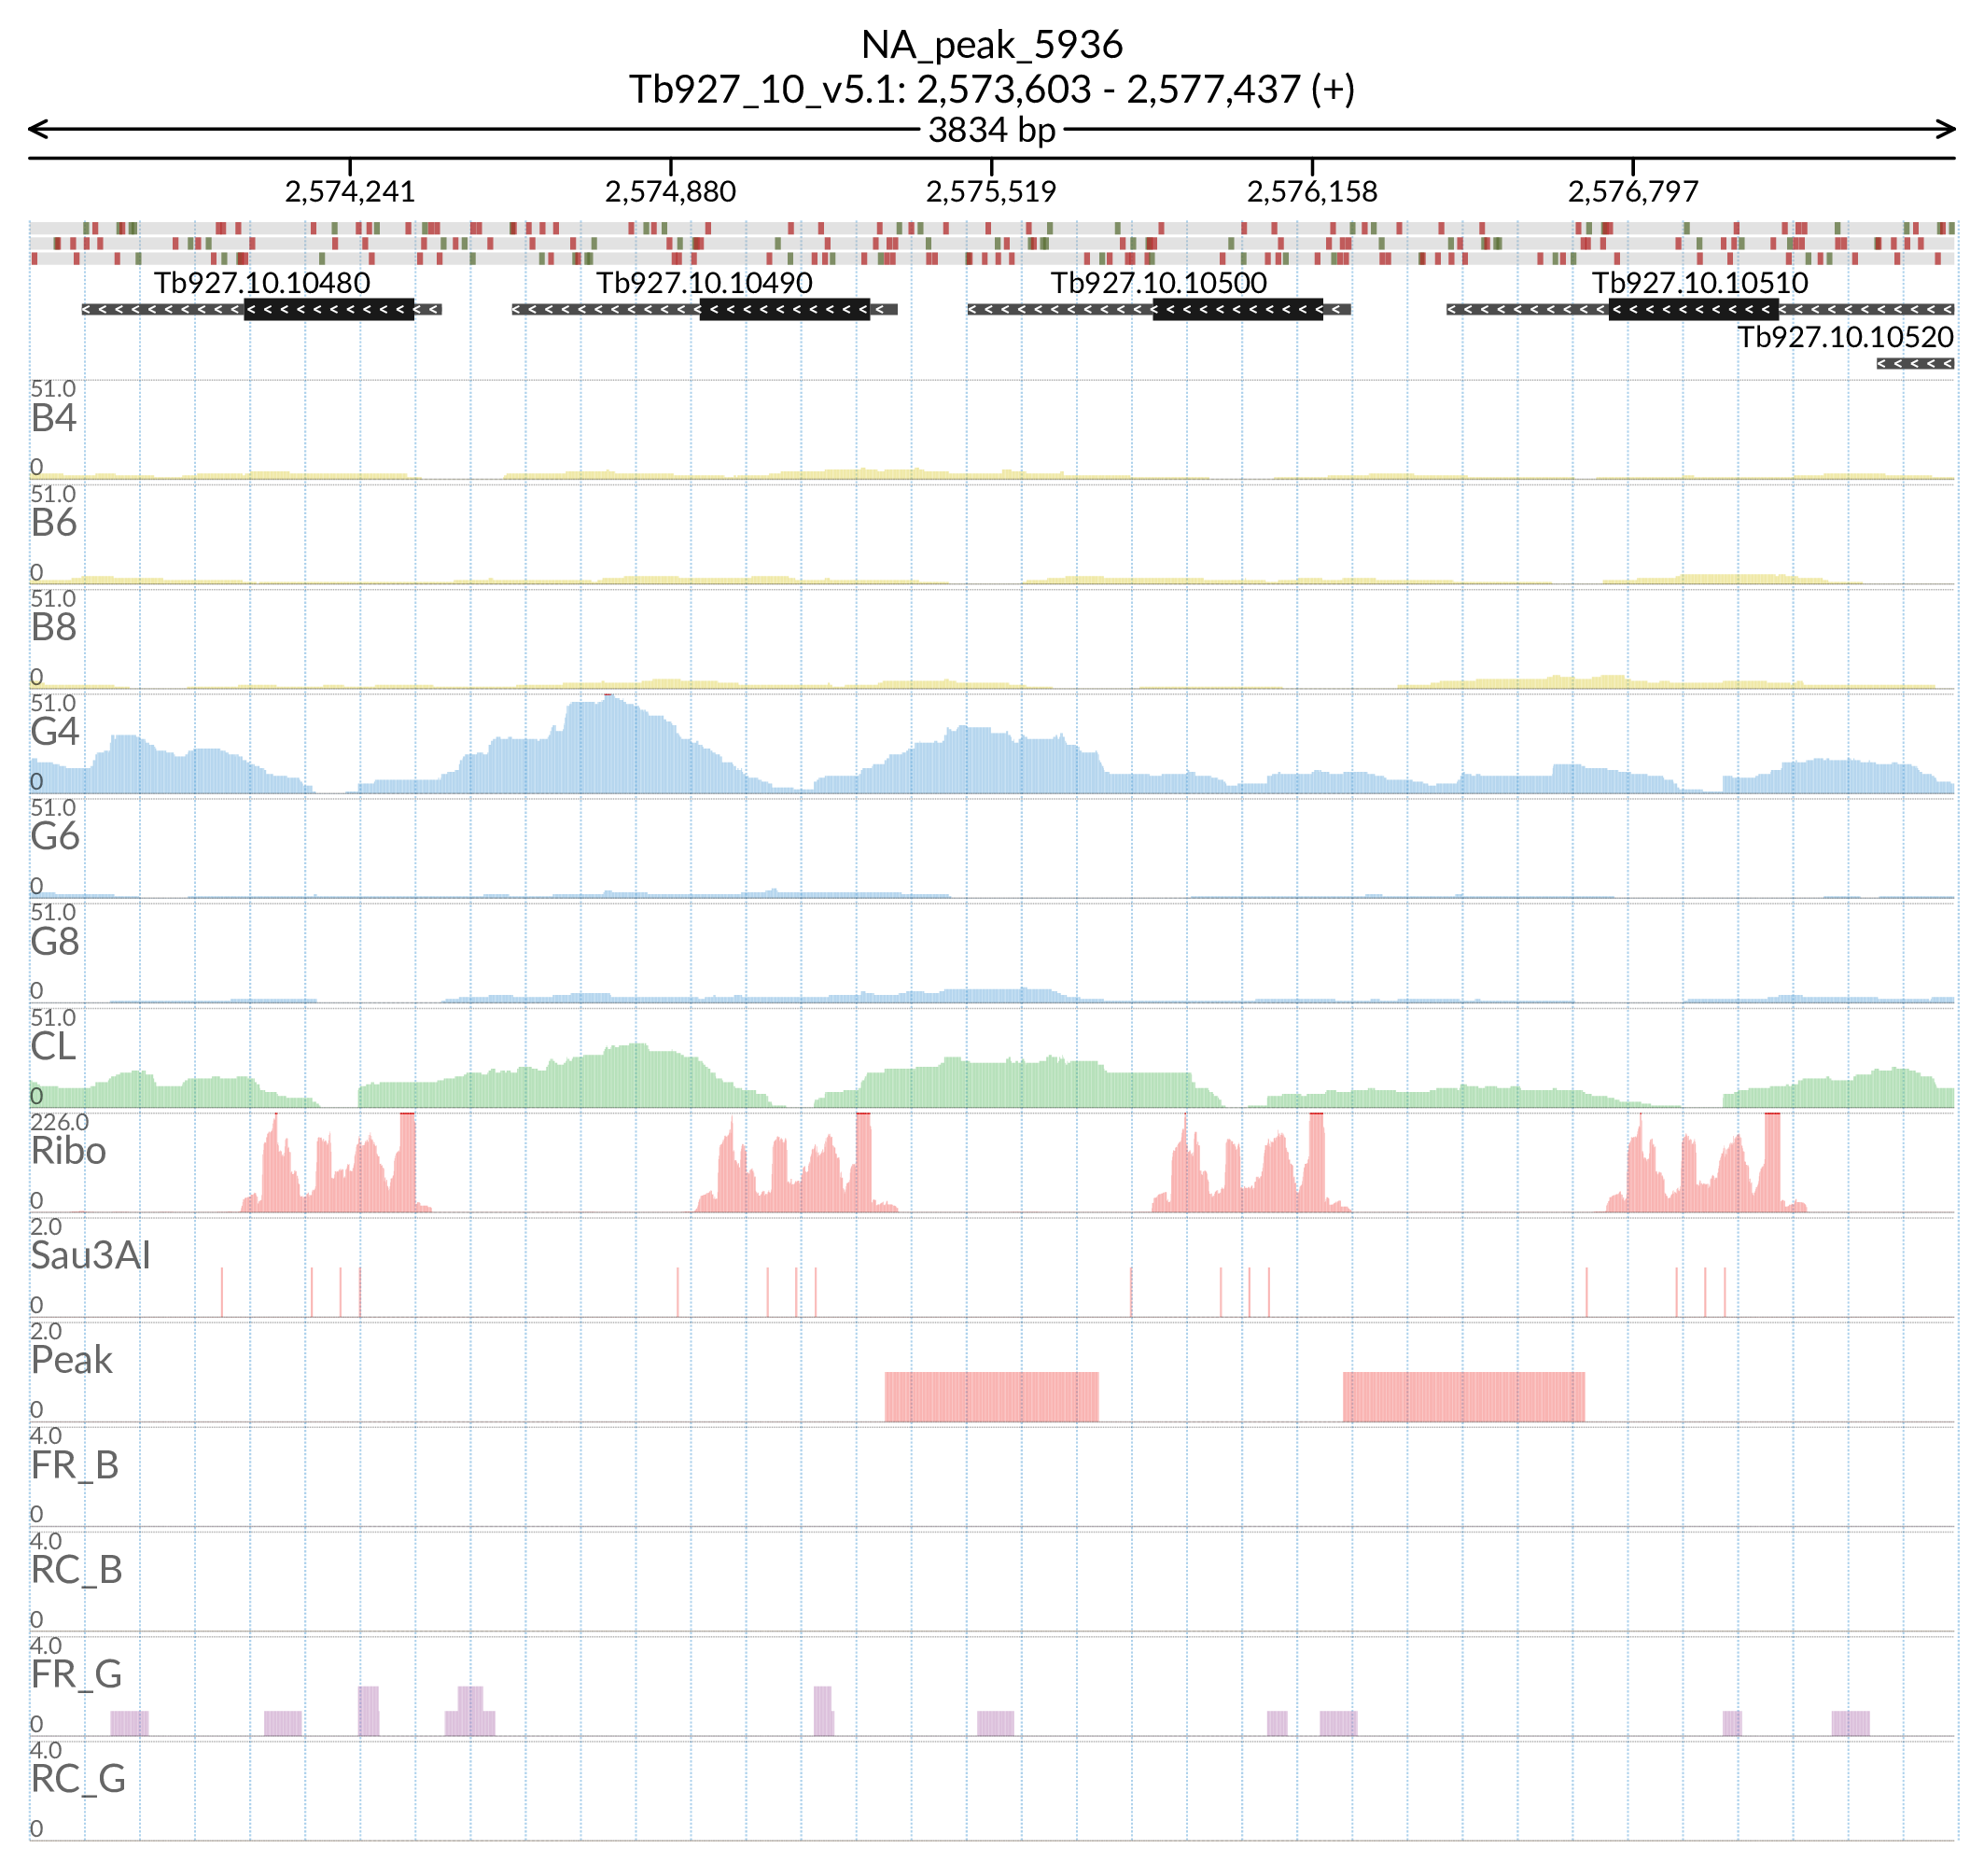 NA_peak_5936
Tb927_10_v5.1: 2,573,603 - 2,577,437 (+)
3834 bp
2,574,241 2,574,880 2,575,519 2,576,158 2,576,797
Tb927.10.10480 Tb927.10.10490 Tb927.10.10500 Tb927.10.10510
Tb927.10.10520
51.0
B4
0
51.0
B6
0
51.0
B8
0
51.0
G4
0
51.0
G6
0
51.0
G8
0
51.0
CL
0
226.0
Ribo
0
2.0
Sau3AI
0
2.0
Peak
0
4.0
FR_B
0
4.0
RC_B
0
4.0
FR_G
0
4.0
RC_G
0